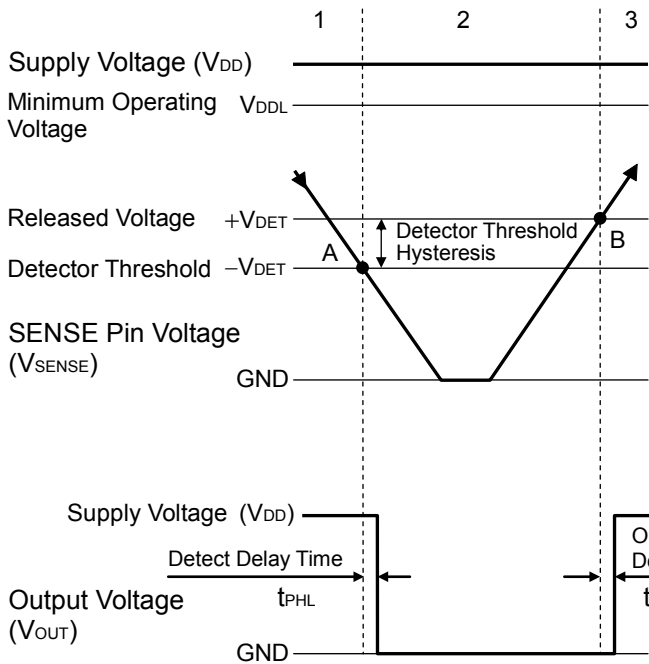 1 2 3
Supply Voltage (VDD)
Minimum Operating
Voltage
VDDL
Released Voltage +VDET
Detector Threshold
Hysteresis
A
B
Detector Threshold −VDET
SENSE Pin Voltage
(VSENSE)
GND
Supply Voltage (VDD)
Detect Delay Time
tPHL
Output Voltage
(VOUT)
GND